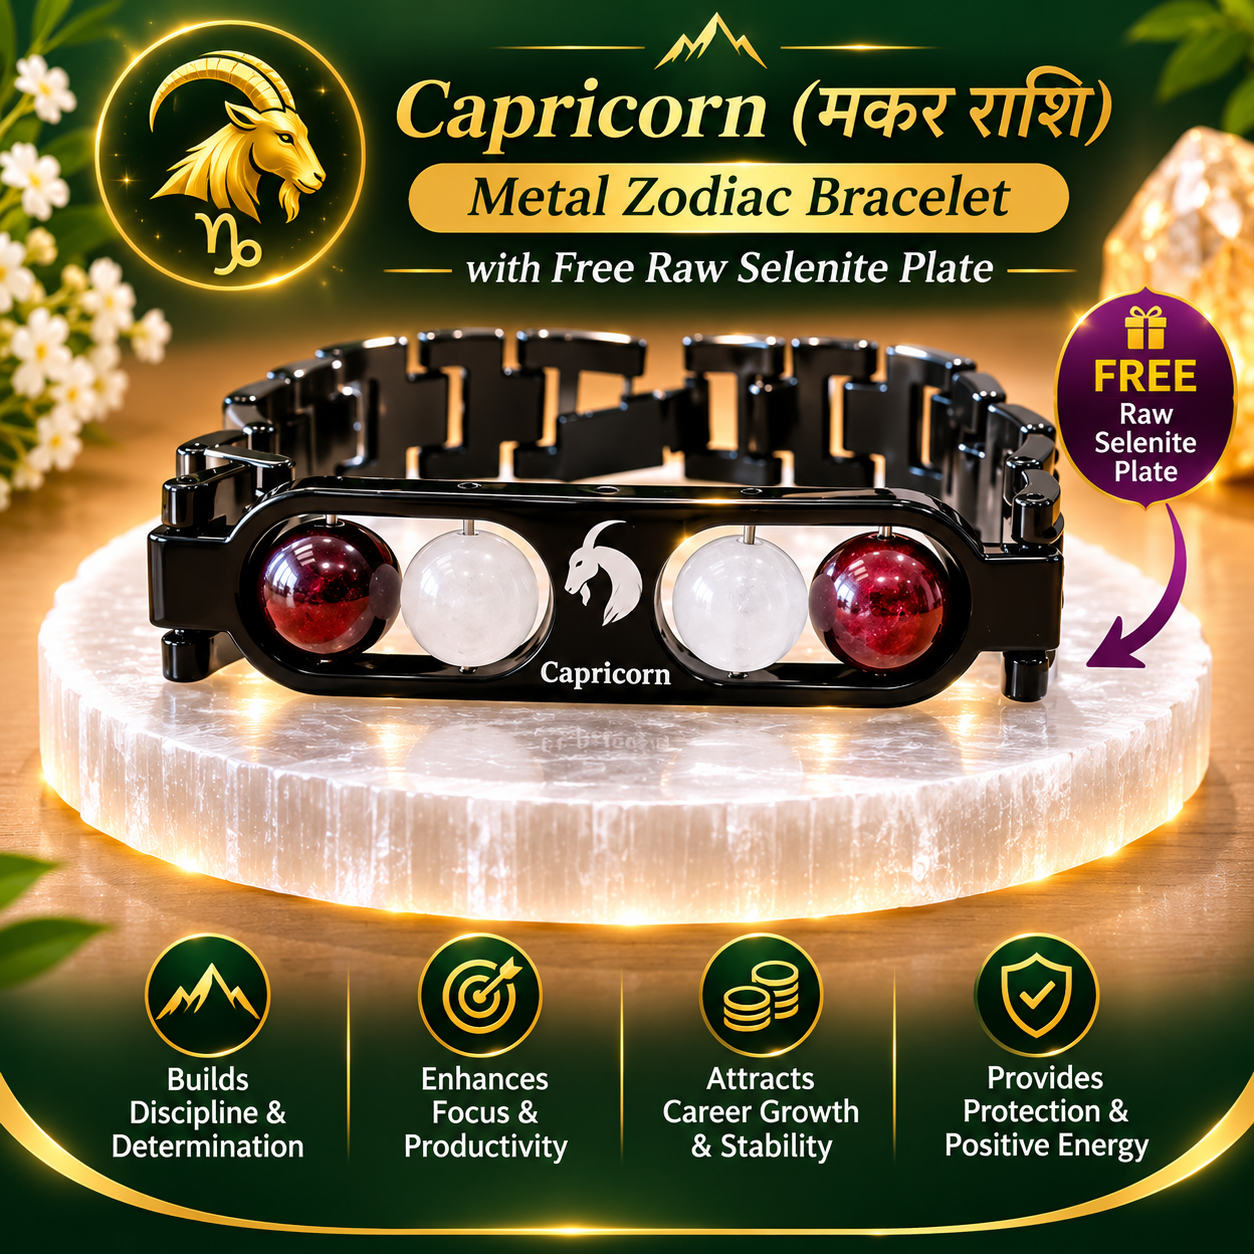 Capricorn (मकर राशि)
Metal Zodiac Bracelet
with Free Raw Selenite Plate
FREE
Raw
Selenite
Plate
Capricorn
Builds
Discipline &
Determination
Enhances
Focus &
Productivity
Attracts
Career Growth
& Stability
Provides
Protection &
Positive Energy